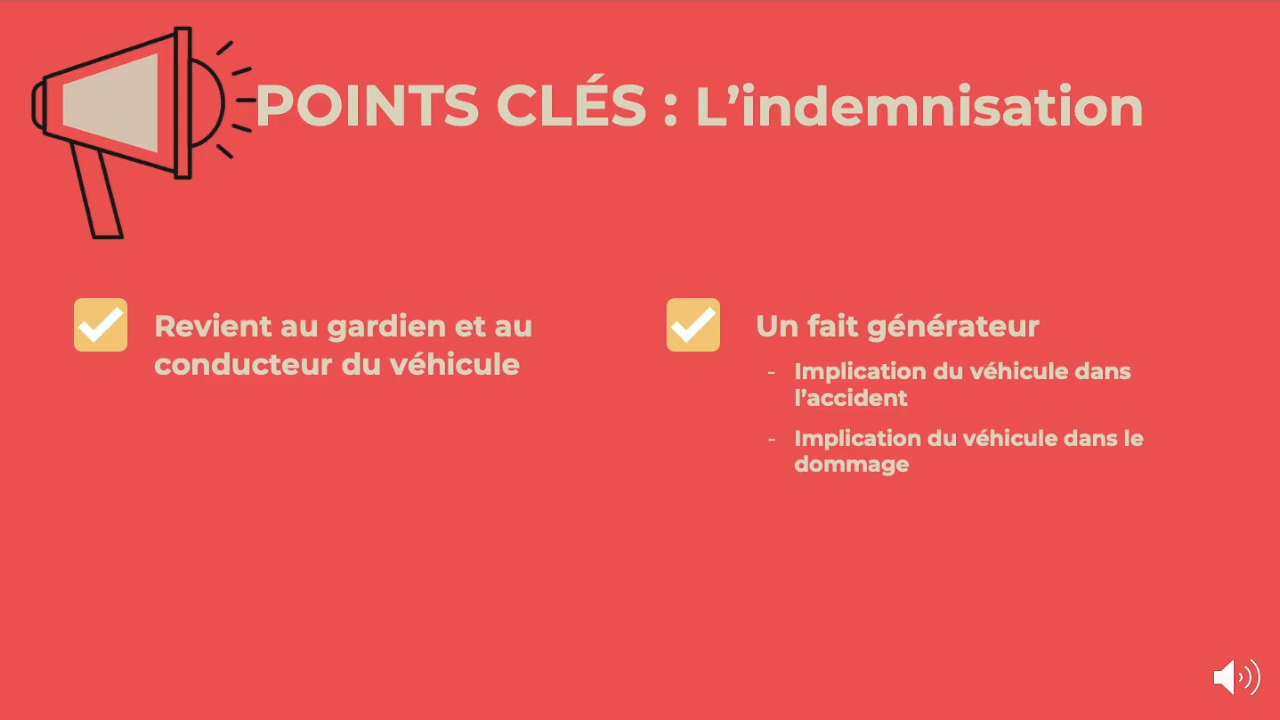 POINTS CLÉS : L’indemnisation
Revient au gardien et au
conducteur du véhicule
Un fait générateur
- Implication du véhicule dans
l’accident
- Implication du véhicule dans le
dommage